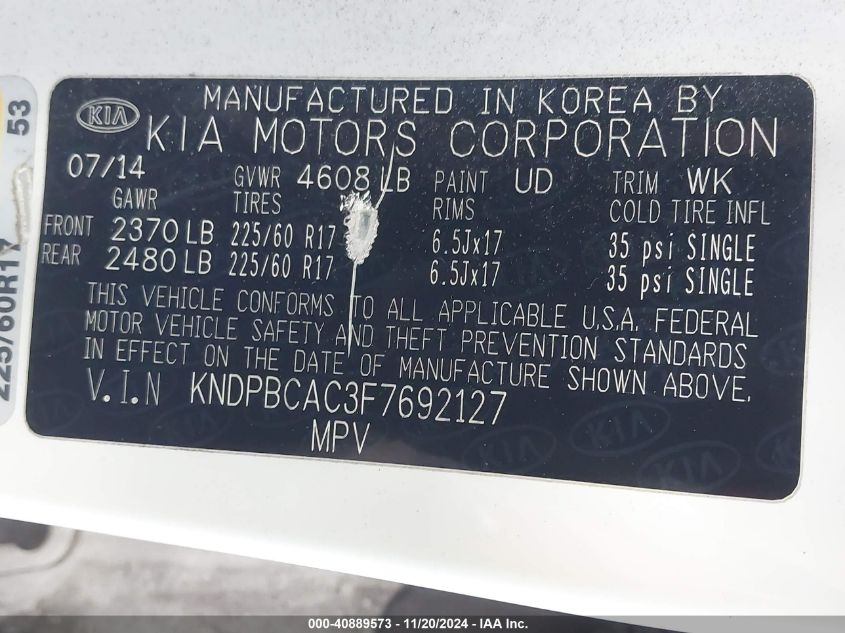 MANUFACTURED IN KOREA BY
KIA
KIA MOTORS CORPORATION
07/14 GVWR 4608 LB PAINT UD TRIM WK
GAWR TIRES RIMS COLD TIRE INFL
FRONT 2370 LB 225/60 R17 6.5Jx17 35 psi SINGLE
REAR 2480 LB 225/60 R17 6.5Jx17 35 psi SINGLE
THIS VEHICLE CONFORMS TO ALL APPLICABLE U.S.A. FEDERAL
MOTOR VEHICLE SAFETY AND THEFT PREVENTION STANDARDS
IN EFFECT ON THE DATE OF MANUFACTURE SHOWN ABOVE.
V.I.N KNDPBCAC3F7692127
MPV
53
225/60R17
000-40889573 - 11/20/2024 - IAA Inc.